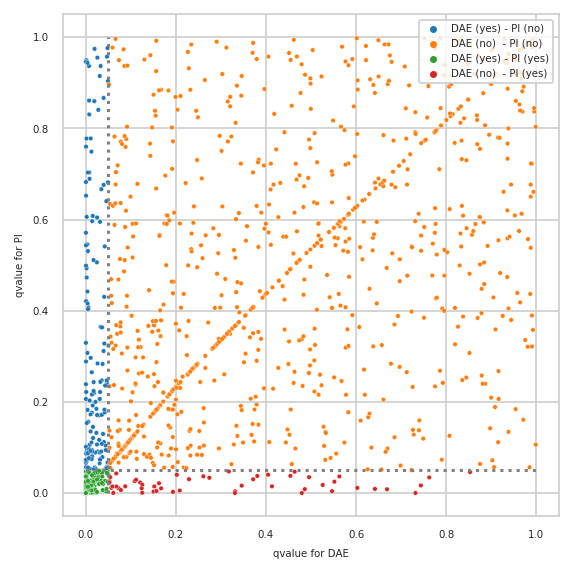 DAE (yes) - PI (no)
DAE (no) - PI (no)
DAE (yes) - PI (yes)
DAE (no) - PI (yes)
1.0
0.8
0.6
0.4
0.2
0.0
qvalue for PI
0.0 0.2 0.4 0.6 0.8 1.0
qvalue for DAE